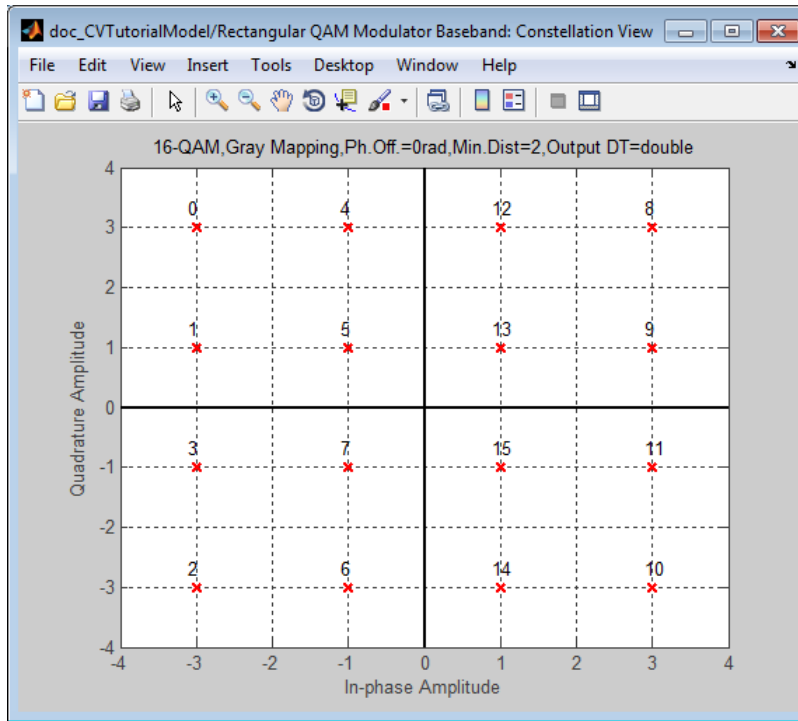 doc_CVTutorialModel/Rectangular QAM Modulator Baseband: Constellation View
File Edit View Insert Tools Desktop Window Help
16-QAM,Gray Mapping,Ph.Off.=0rad,Min.Dist=2,Output DT=double
4
0 4 12 8
3
2
1 5 13 9
1
Quadrature Amplitude
0
3 7 15 11
-1
-2
2 6 14 10
-3
-4
-4 -3 -2 -1 0 1 2 3 4
In-phase Amplitude